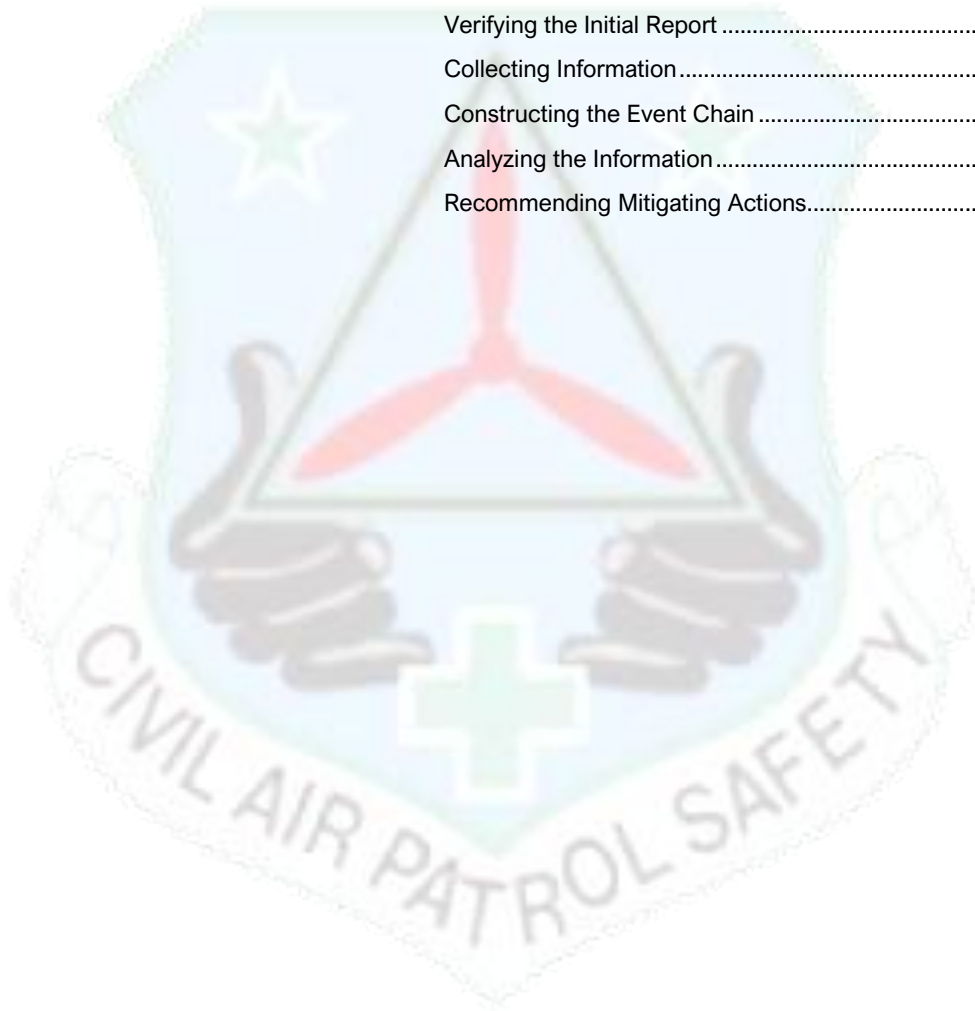 Verifying the Initial Report ..........................................
Collecting Information..................................................
Constructing the Event Chain .....................................
Analyzing the Information............................................
Recommending Mitigating Actions.............................
CIVIL AIR PATROL SAFETY